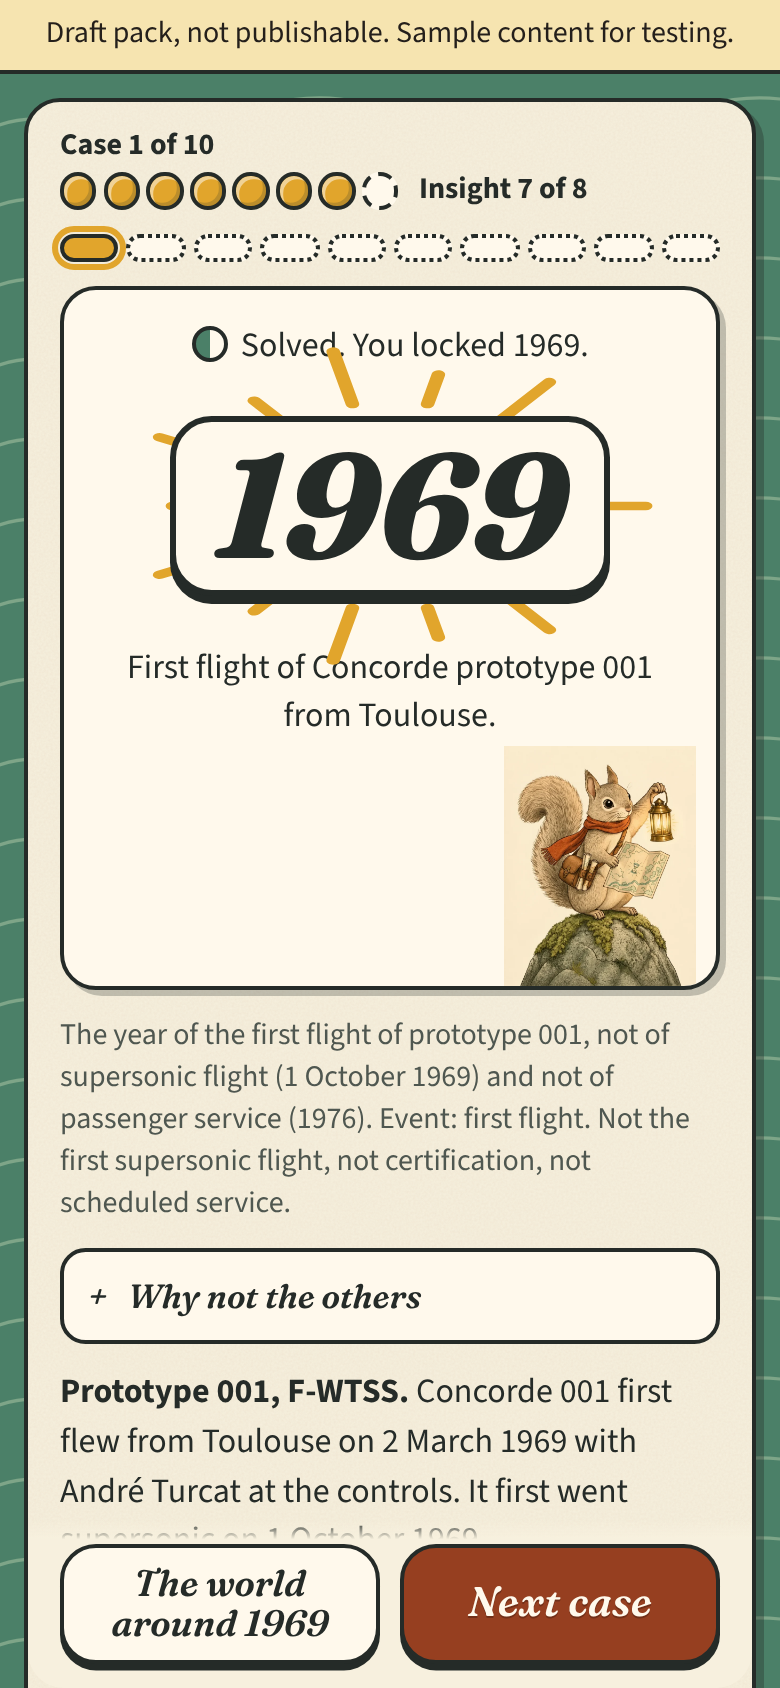 Draft pack, not publishable. Sample content for testing.
Case 1 of 10
Insight 7 of 8
Solved. You locked 1969.
1969
First flight of Concorde prototype 001
from Toulouse.
The year of the first flight of prototype 001, not of
supersonic flight (1 October 1969) and not of
passenger service (1976). Event: first flight. Not the
first supersonic flight, not certification, not
scheduled service.
+ Why not the others
Prototype 001, F-WTSS. Concorde 001 first
flew from Toulouse on 2 March 1969 with
André Turcat at the controls. It first went
supersonic on 1 October 1969.
The world
around 1969
Next case